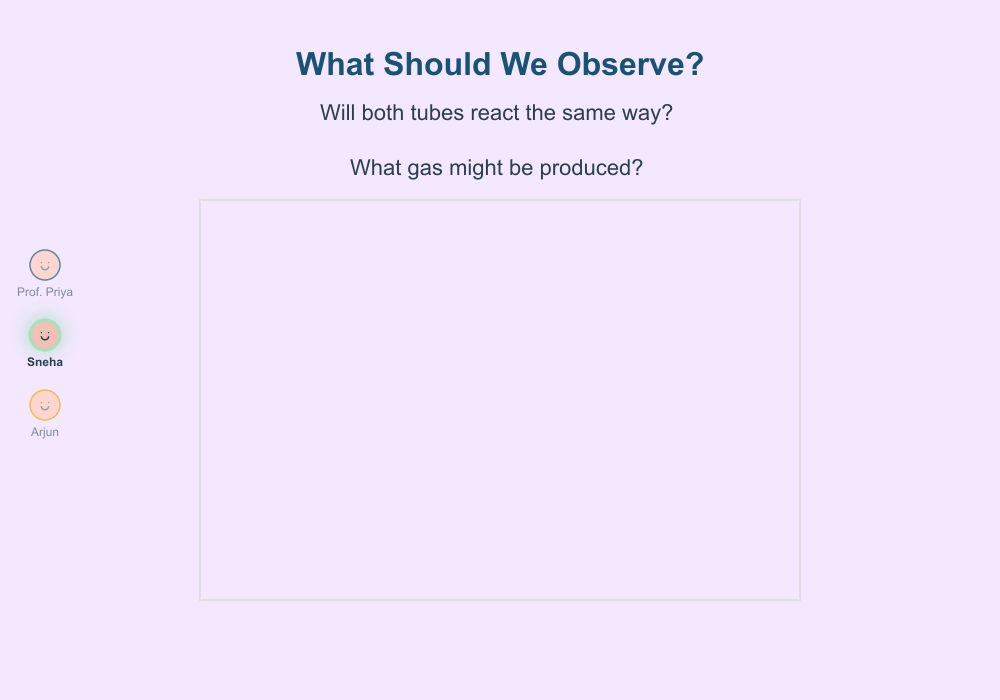 What Should We Observe?
Will both tubes react the same way?
What gas might be produced?
Prof. Priya
Sneha
Arjun